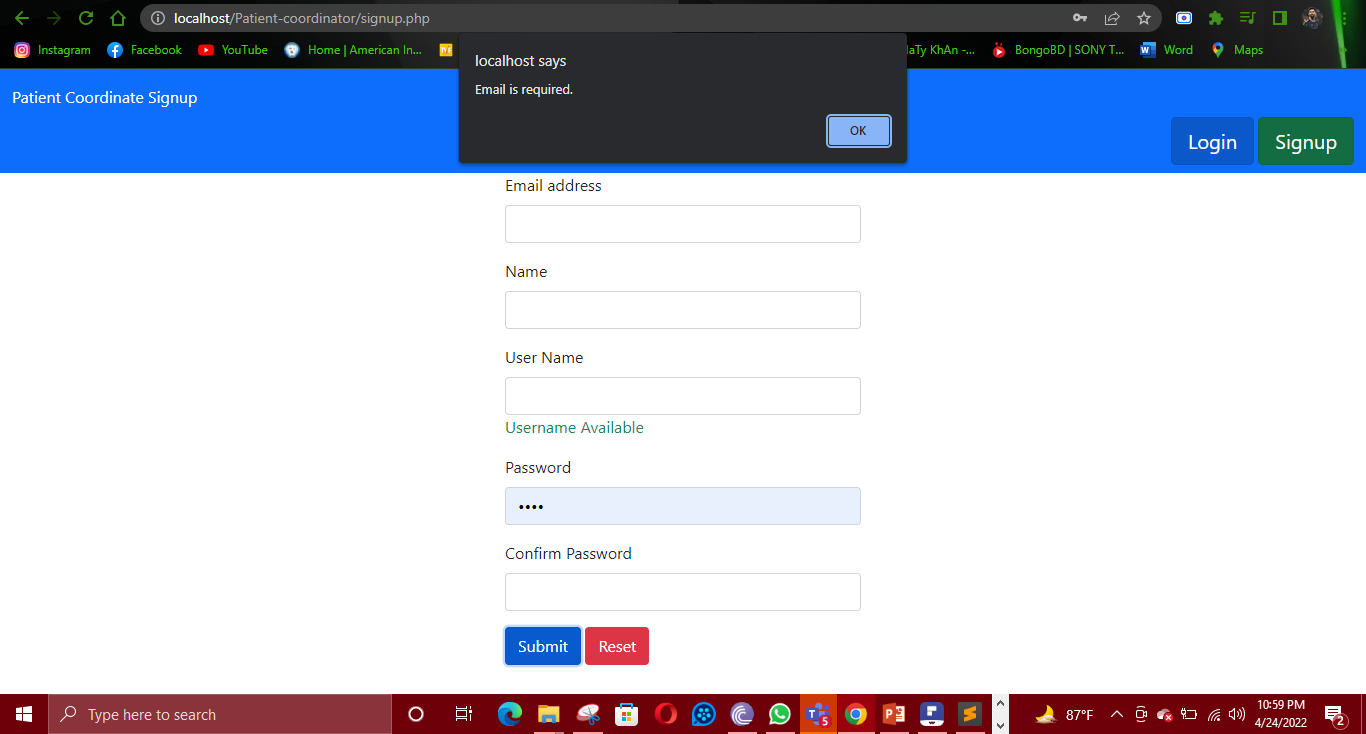 localhost/Patient-coordinator/signup.php
Instagram
Facebook
YouTube
Home | American In...
JaTy KhAn -...
BongoBD | SONY T...
Word
Maps
localhost says
Email is required.
OK
Patient Coordinate Signup
Login
Signup
Email address
Name
User Name
Username Available
Password
Confirm Password
Submit
Reset
Type here to search
87°F
10:59 PM
4/24/2022
2